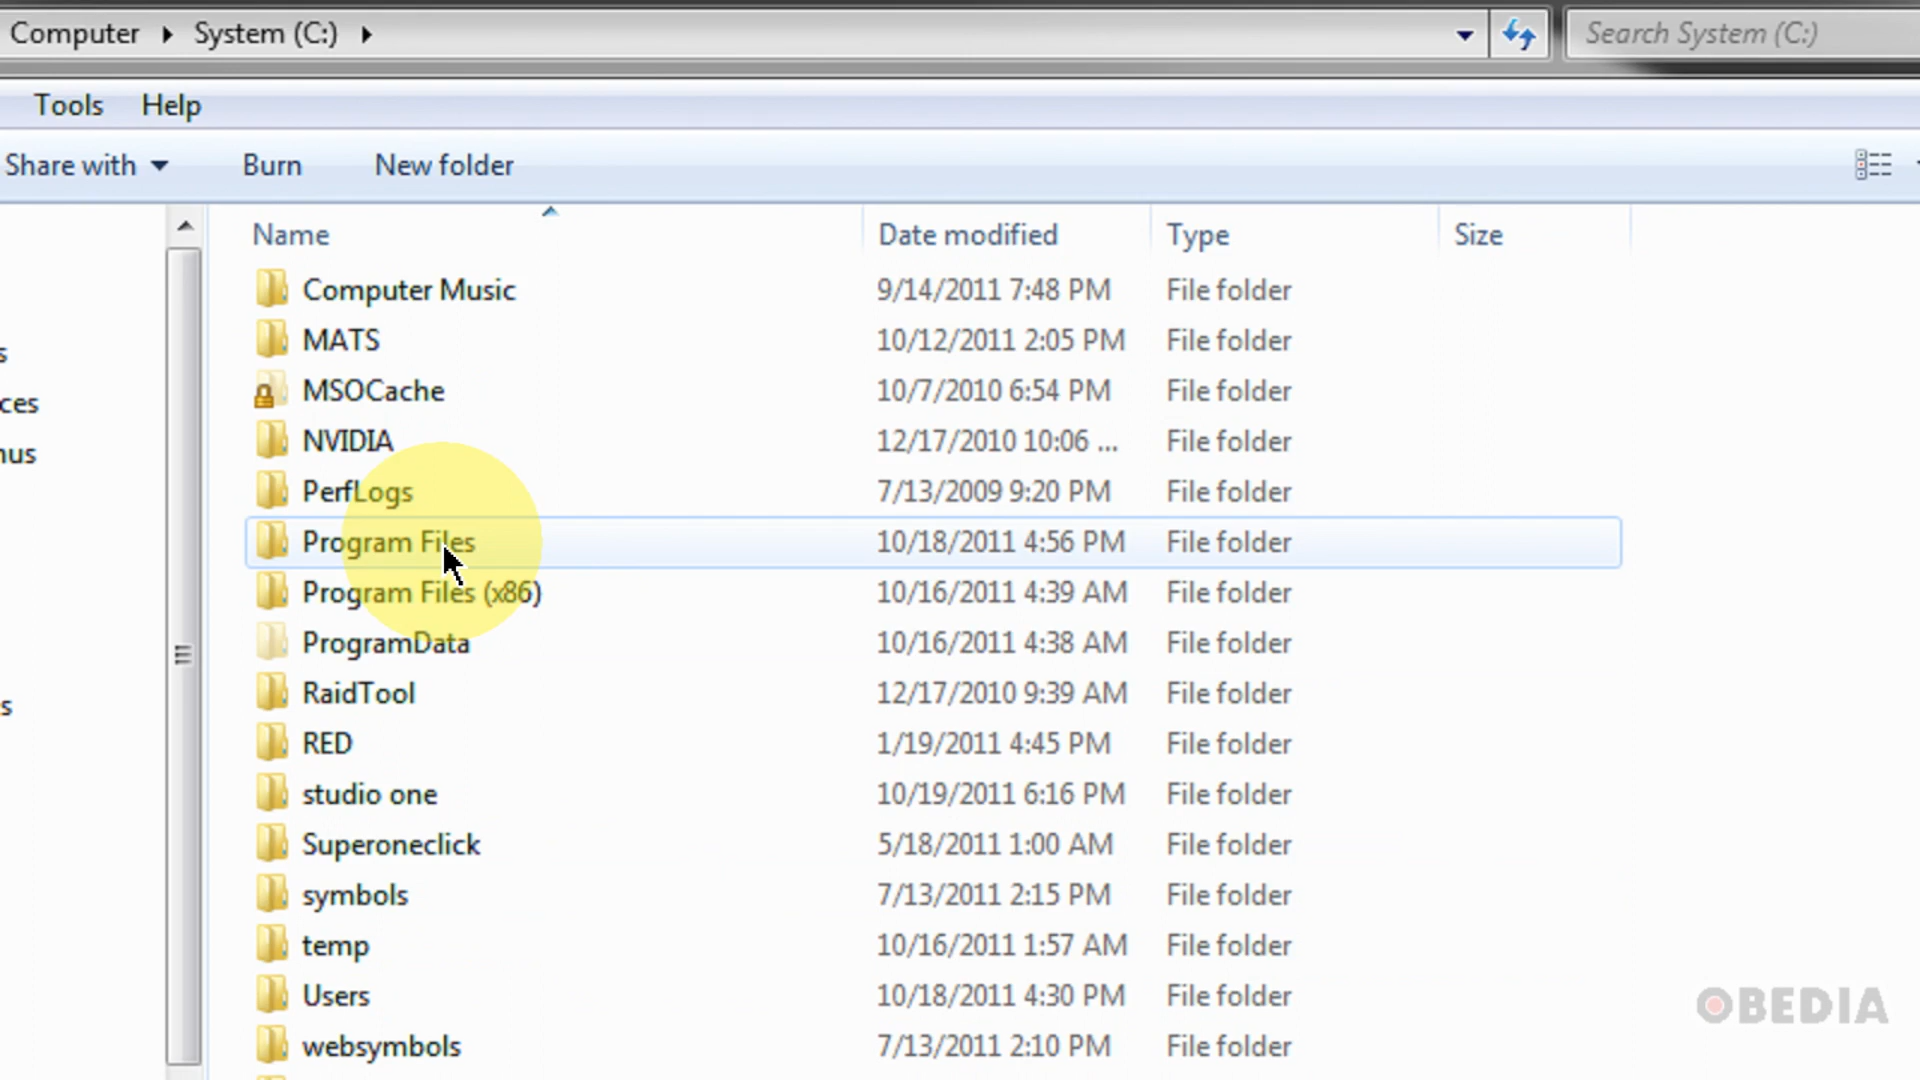 Computer System (C:) Search System (C:)
Tools Help
Share with Burn New folder
Name Date modified Type Size
Computer Music 9/14/2011 7:48 PM File folder
MATS 10/12/2011 2:05 PM File folder
s
MSOCache 10/7/2010 6:54 PM File folder
ces
NVIDIA 12/17/2010 10:06 ... File folder
nus
PerfLogs 7/13/2009 9:20 PM File folder
Program Files 10/18/2011 4:56 PM File folder
Program Files (x86) 10/16/2011 4:39 AM File folder
ProgramData 10/16/2011 4:38 AM File folder
RaidTool 12/17/2010 9:39 AM File folder
s
RED 1/19/2011 4:45 PM File folder
studio one 10/19/2011 6:16 PM File folder
Superoneclick 5/18/2011 1:00 AM File folder
symbols 7/13/2011 2:15 PM File folder
temp 10/16/2011 1:57 AM File folder
Users 10/18/2011 4:30 PM File folder
OBEDIA
websymbols 7/13/2011 2:10 PM File folder